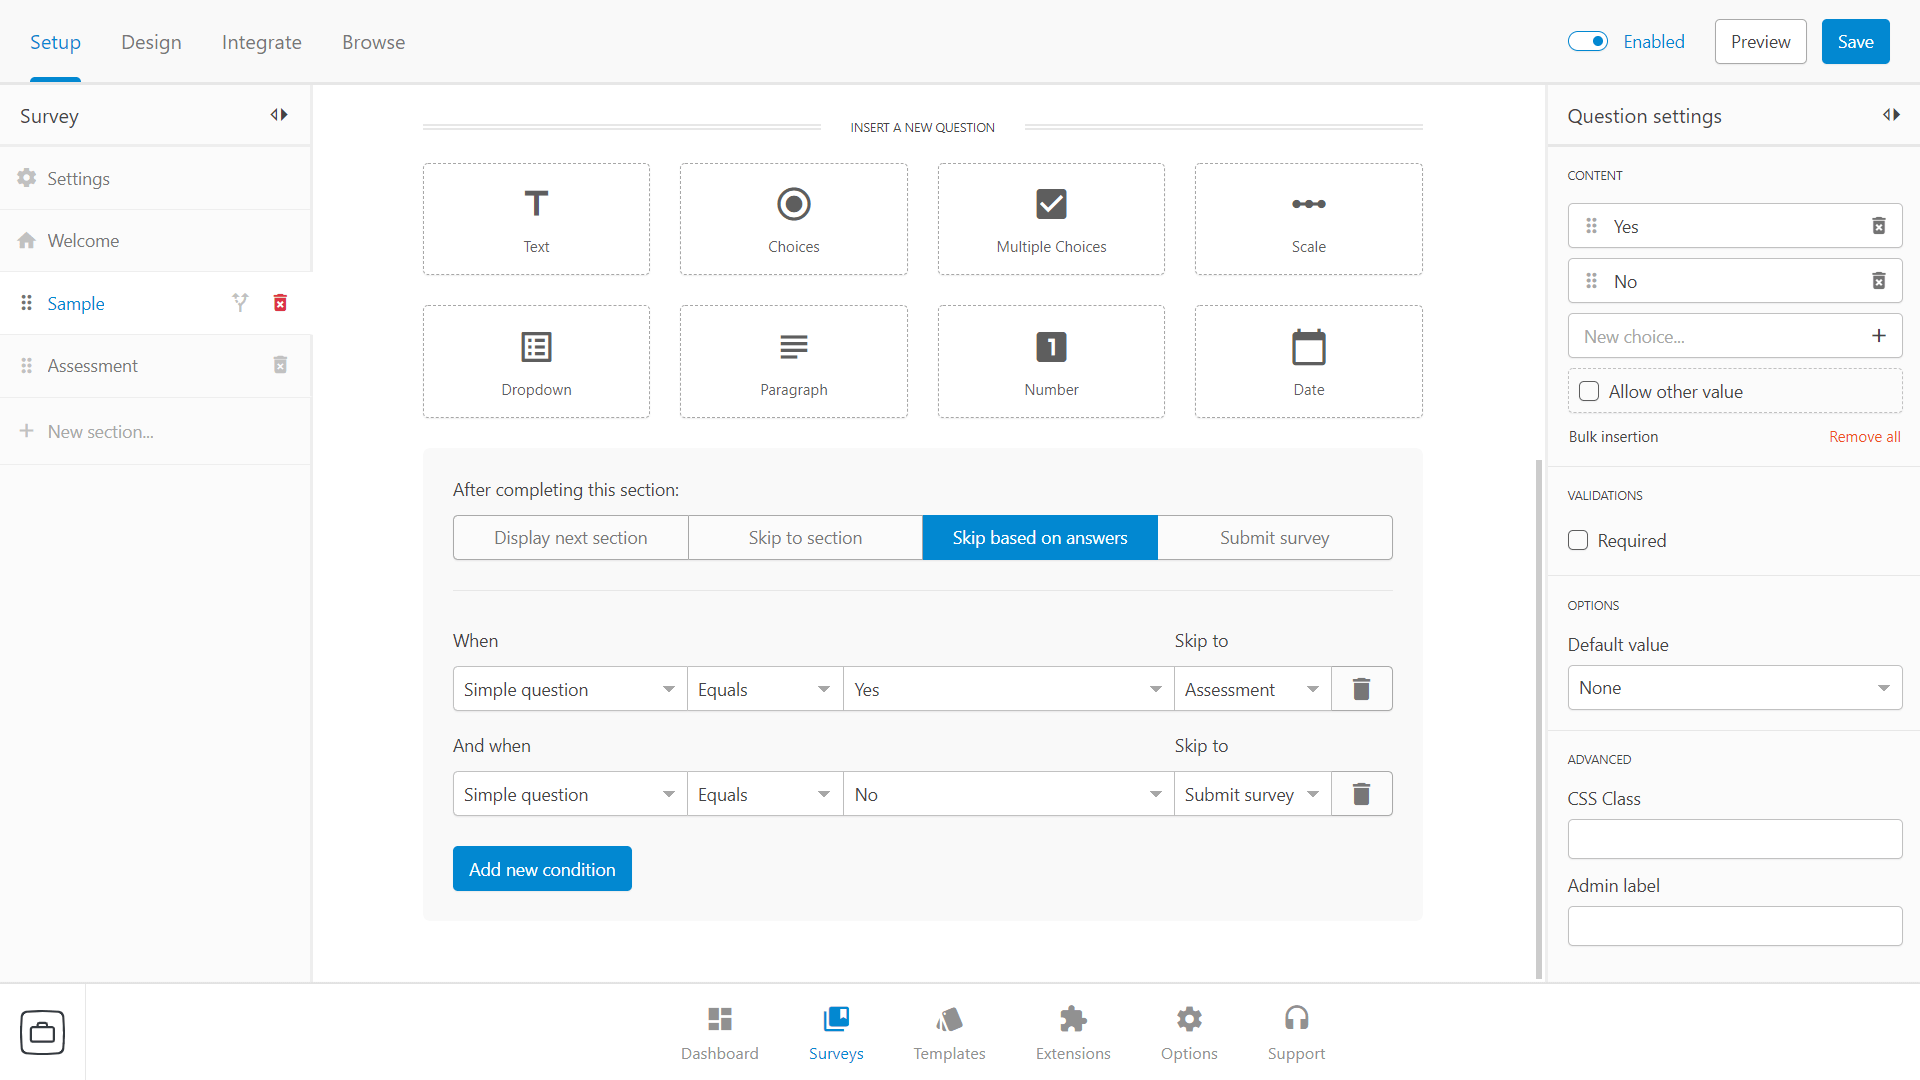 Setup Design Integrate Browse Enabled Preview Save
Survey
Settings
Welcome
Sample
Assessment
New section...
INSERT A NEW QUESTION
Text Choices Multiple Choices Scale
Dropdown Paragraph Number Date
After completing this section:
Display next section Skip to section Skip based on answers Submit survey
When Skip to
Simple question Equals Yes Assessment
And when Skip to
Simple question Equals No Submit survey
Add new condition
Question settings
CONTENT
Yes
No
New choice...
Allow other value
Bulk insertion Remove all
VALIDATIONS
Required
OPTIONS
Default value
None
ADVANCED
CSS Class
Admin label
Dashboard Surveys Templates Extensions Options Support